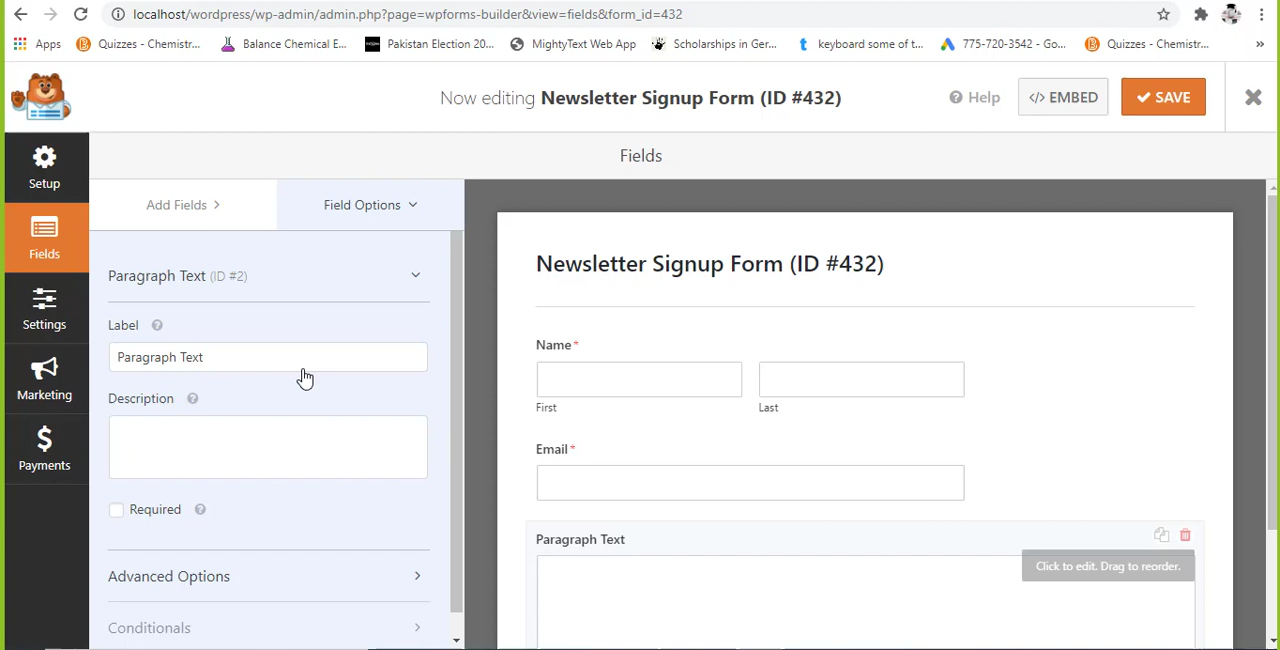 localhost/wordpress/wp-admin/admin.php?page=wpforms-builder&view=fields&form_id=432
Apps Quizzes - Chemistr... Balance Chemical E... Pakistan Election 20... MightyText Web App Scholarships in Ger... keyboard some of t... 775-720-3542 - Go... Quizzes - Chemistr... »
Now editing Newsletter Signup Form (ID #432) Help </> EMBED SAVE
Setup
Fields
Settings
Marketing
Payments
Fields
Add Fields
Field Options
Paragraph Text (ID #2)
Label
Paragraph Text
Description
Required
Advanced Options
Conditionals
Newsletter Signup Form (ID #432)
Name*
First Last
Email*
Paragraph Text
Click to edit. Drag to reorder.